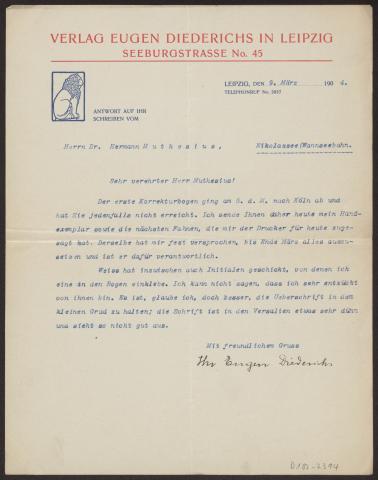 VERLAG EUGEN DIEDERICHS IN LEIPZIG
SEEBURGSTRASSE No. 45
LEIPZIG, DEN 9. März 1904.
TELEPHONRUF No. 5857
ANTWORT AUF IHR
SCHREIBEN VOM
Herrn Dr. Hermann Muthesius, Nikolassee/Wannseebahn.
Sehr verehrter Herr Muthesius!
Der erste Korrekturbogen ging am 5. d. M. nach Köln ab und
hat Sie jedenfalls nicht erreicht. Ich sende Ihnen daher heute mein Hand-
exemplar sowie die nächsten Fahnen, die mir der Drucker für heute zuge-
sagt hat. Derselbe hat mir fest versprochen, bis Ende März alles auszu-
setzen und ist er dafür verantwortlich.
Weiss hat inzwischen auch Initialen geschickt, von denen ich
eine in den Bogen einklebe. Ich kann nicht sagen, dass ich sehr entzückt
von ihnen bin. Es ist, glaube ich, doch besser, die Ueberschrift in dem
kleinen Grad zu halten; die Schrift ist in den Versalien etwas sehr dünn
und sieht so nicht gut aus.
Mit freundlichem Gruss
Ihr Eugen Diederichs
D 102-2394